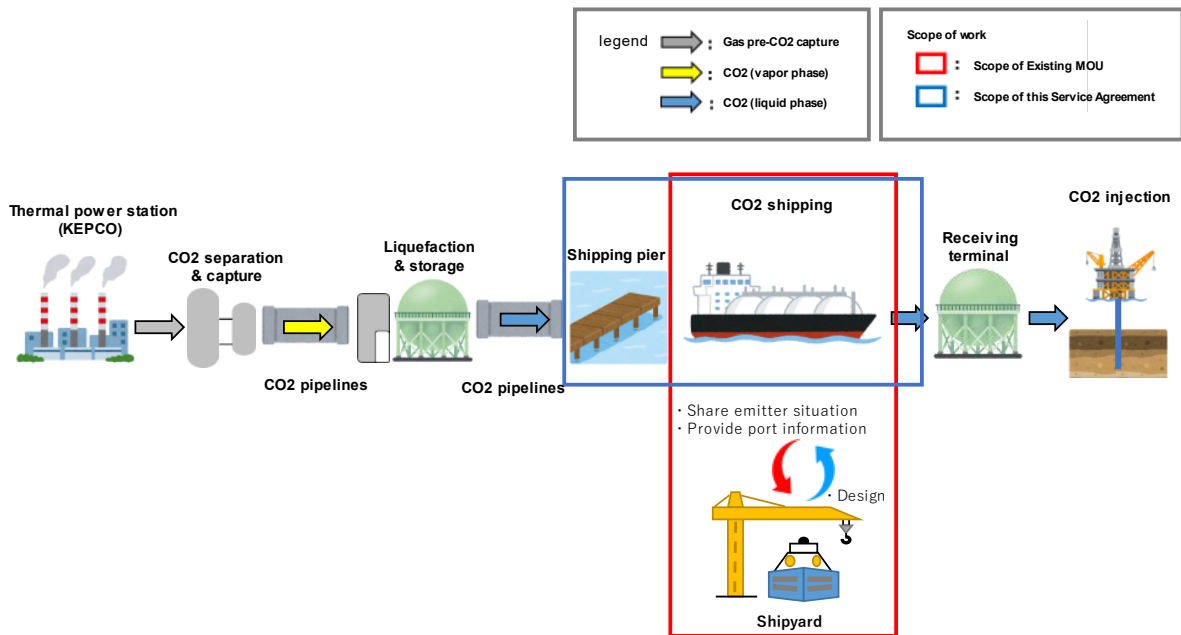 legend
: Gas pre-CO2 capture
: CO2 (vapor phase)
: CO2 (liquid phase)
Scope of work
: Scope of Existing MOU
: Scope of this Service Agreement
Thermal power station
(KEPCO)
CO2 separation
& capture
CO2 pipelines
Liquefaction
& storage
CO2 pipelines
Shipping pier
CO2 shipping
Receiving
terminal
CO2 injection
・Share emitter situation
・Provide port information
・Design
Shipyard